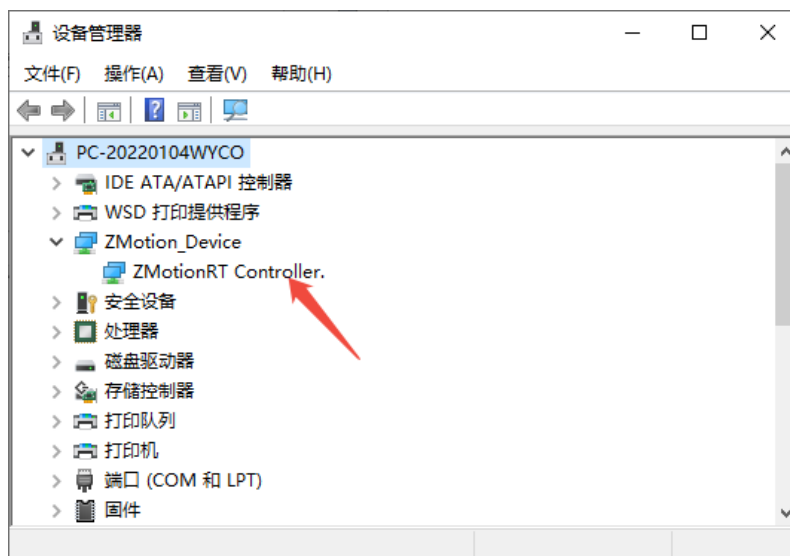 设备管理器
文件(F) 操作(A) 查看(V) 帮助(H)
PC-20220104WYCO
IDE ATA/ATAPI 控制器
WSD 打印提供程序
ZMotion_Device
ZMotionRT Controller.
安全设备
处理器
磁盘驱动器
存储控制器
打印队列
打印机
端口 (COM 和 LPT)
固件